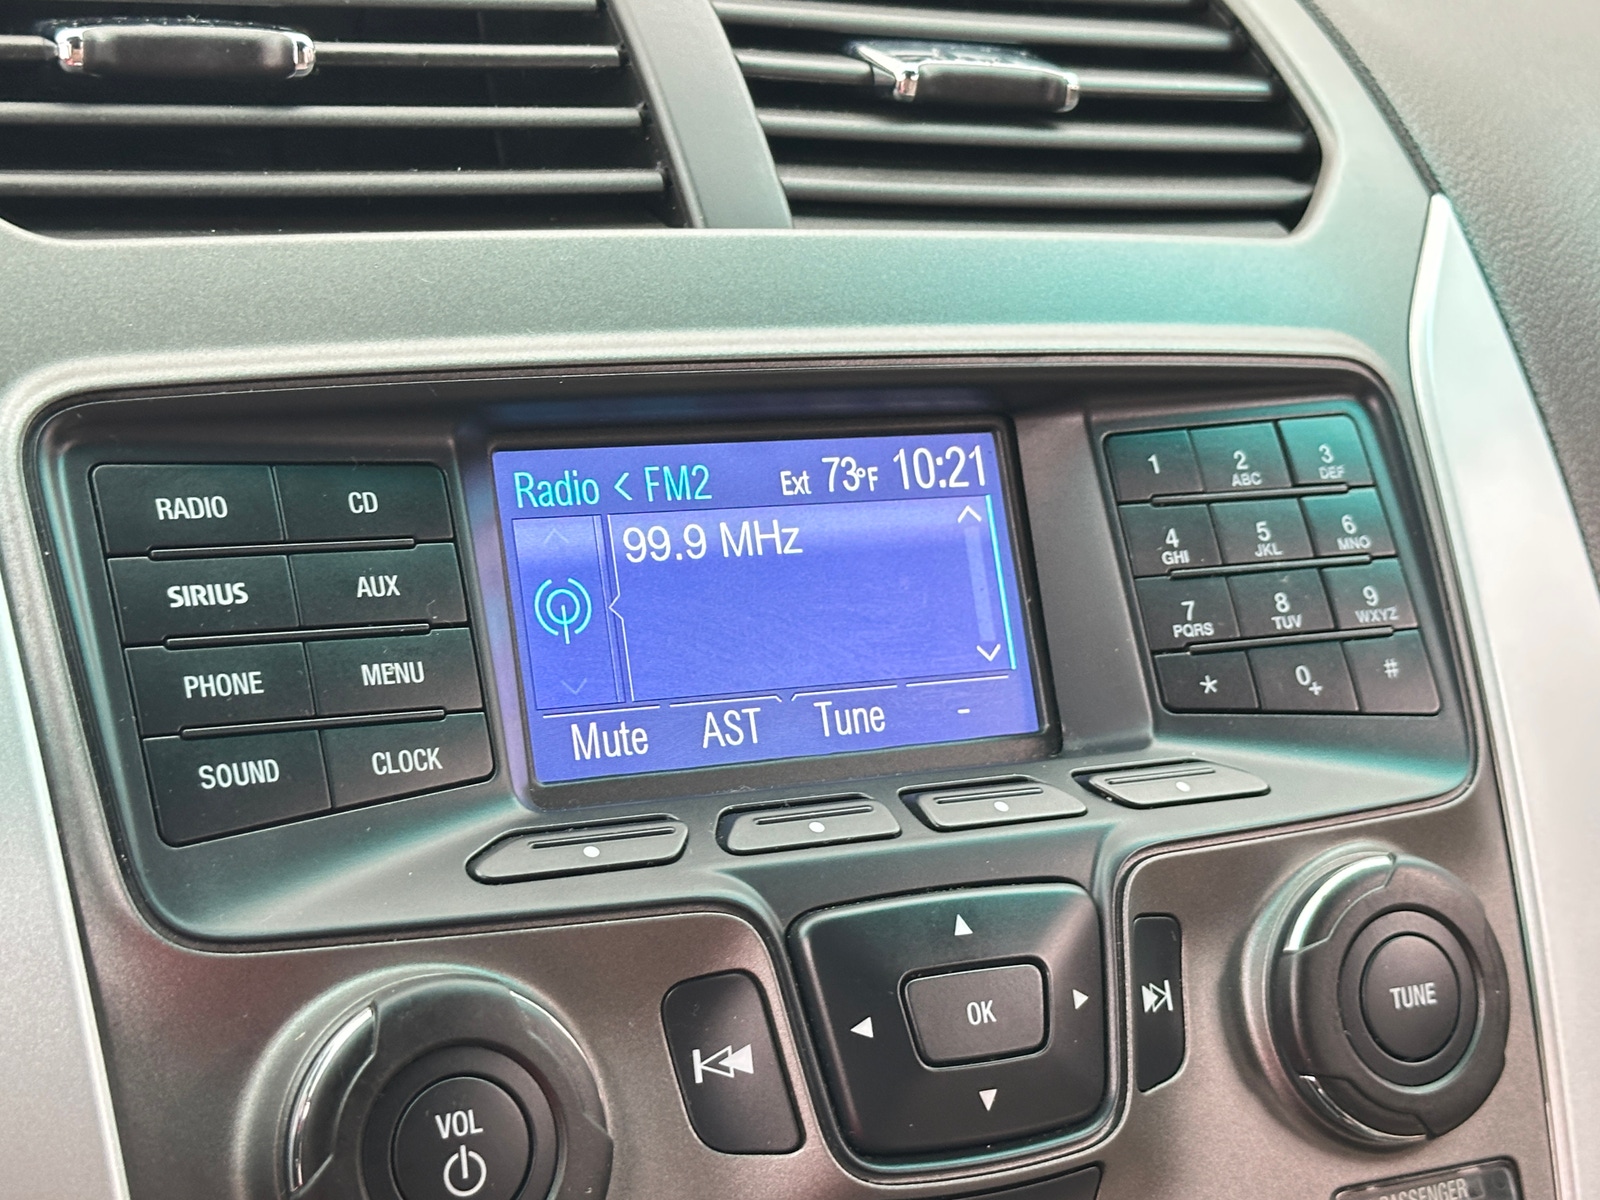 Radio < FM2 Ext 73°F 10:21
99.9 MHz
Mute AST Tune -
RADIO CD
SIRIUS AUX
PHONE MENU
SOUND CLOCK
1 2 ABC 3 DEF
4 GHI 5 JKL 6 MNO
7 PQRS 8 TUV 9 WXYZ
* 0+ #
OK
VOL
TUNE
PASSENGER